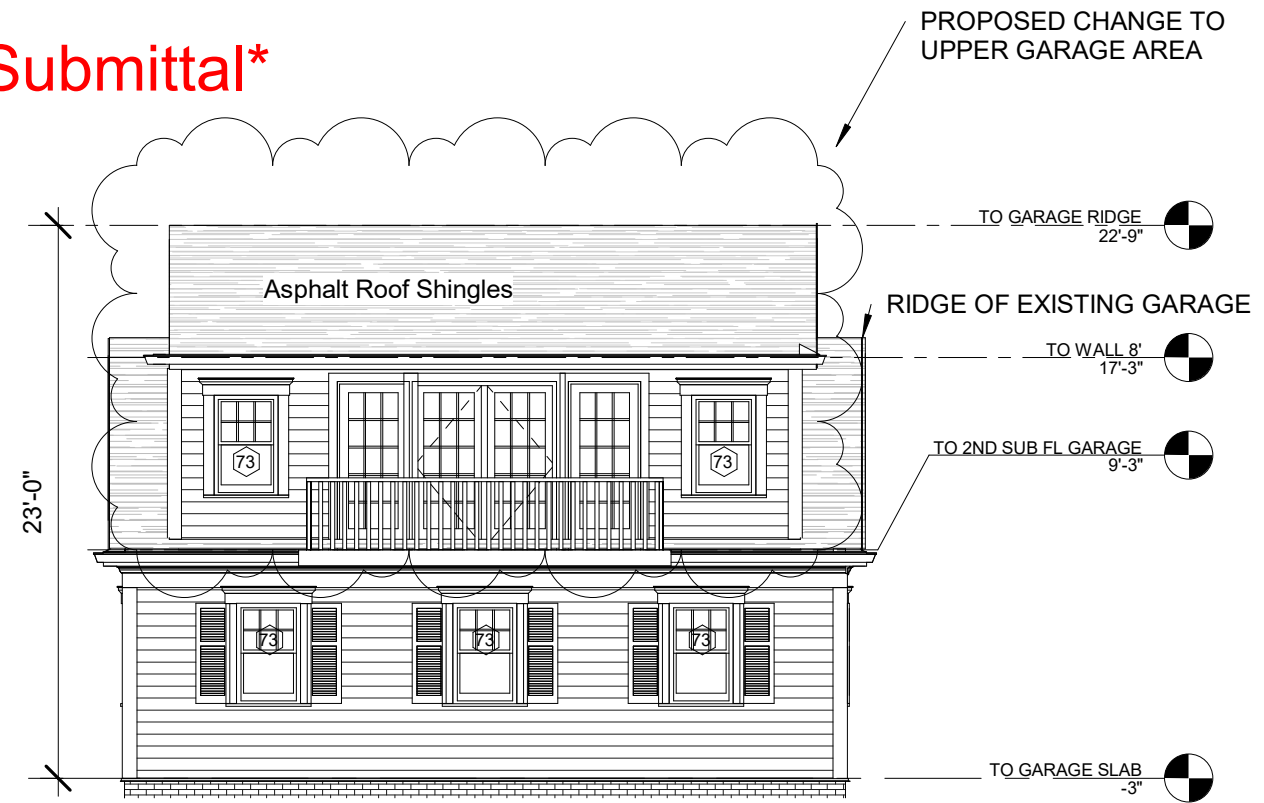 Submittal*
PROPOSED CHANGE TO
UPPER GARAGE AREA
TO GARAGE RIDGE
22'-9"
Asphalt Roof Shingles
RIDGE OF EXISTING GARAGE
TO WALL 8'
17'-3"
73
73
TO 2ND SUB FL GARAGE
9'-3"
23'-0"
73
73
73
TO GARAGE SLAB
-3"